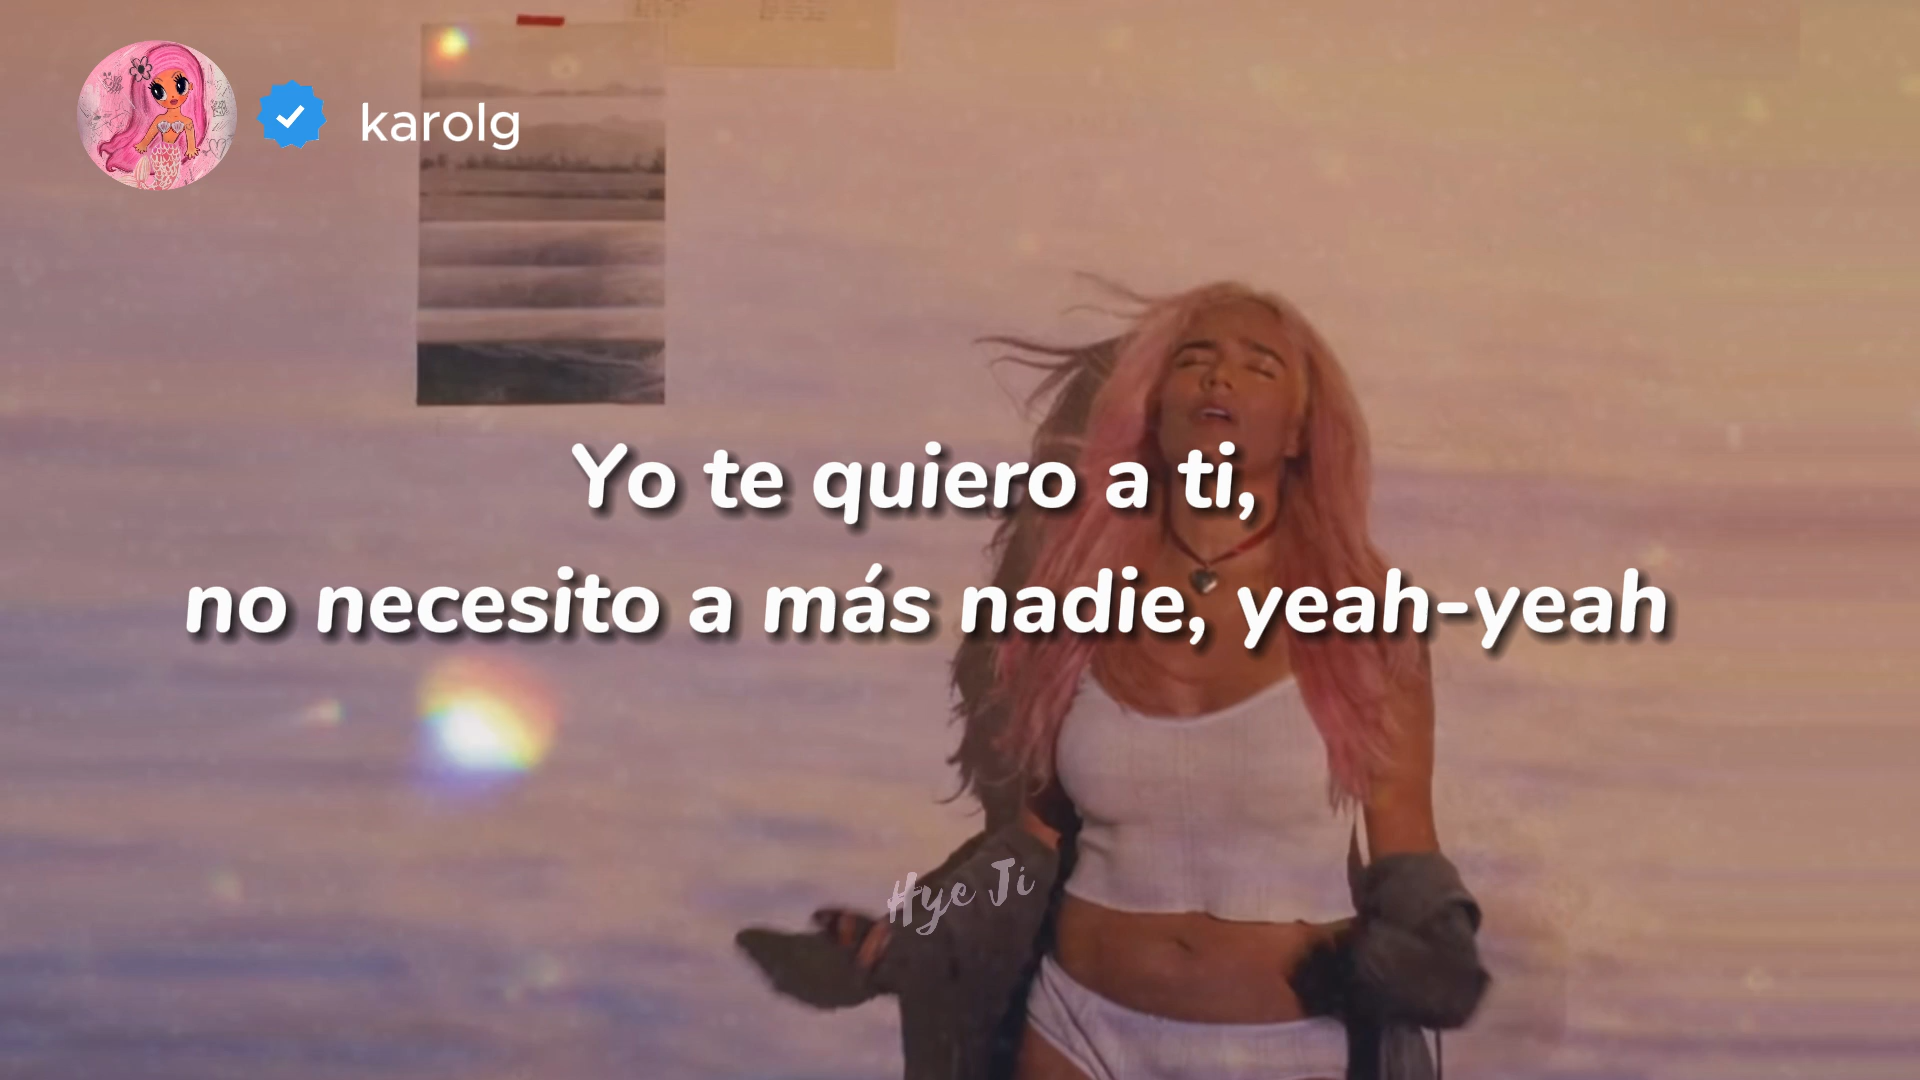 karolg
Yo te quiero a ti,
no necesito a más nadie, yeah-yeah
Hye Ji